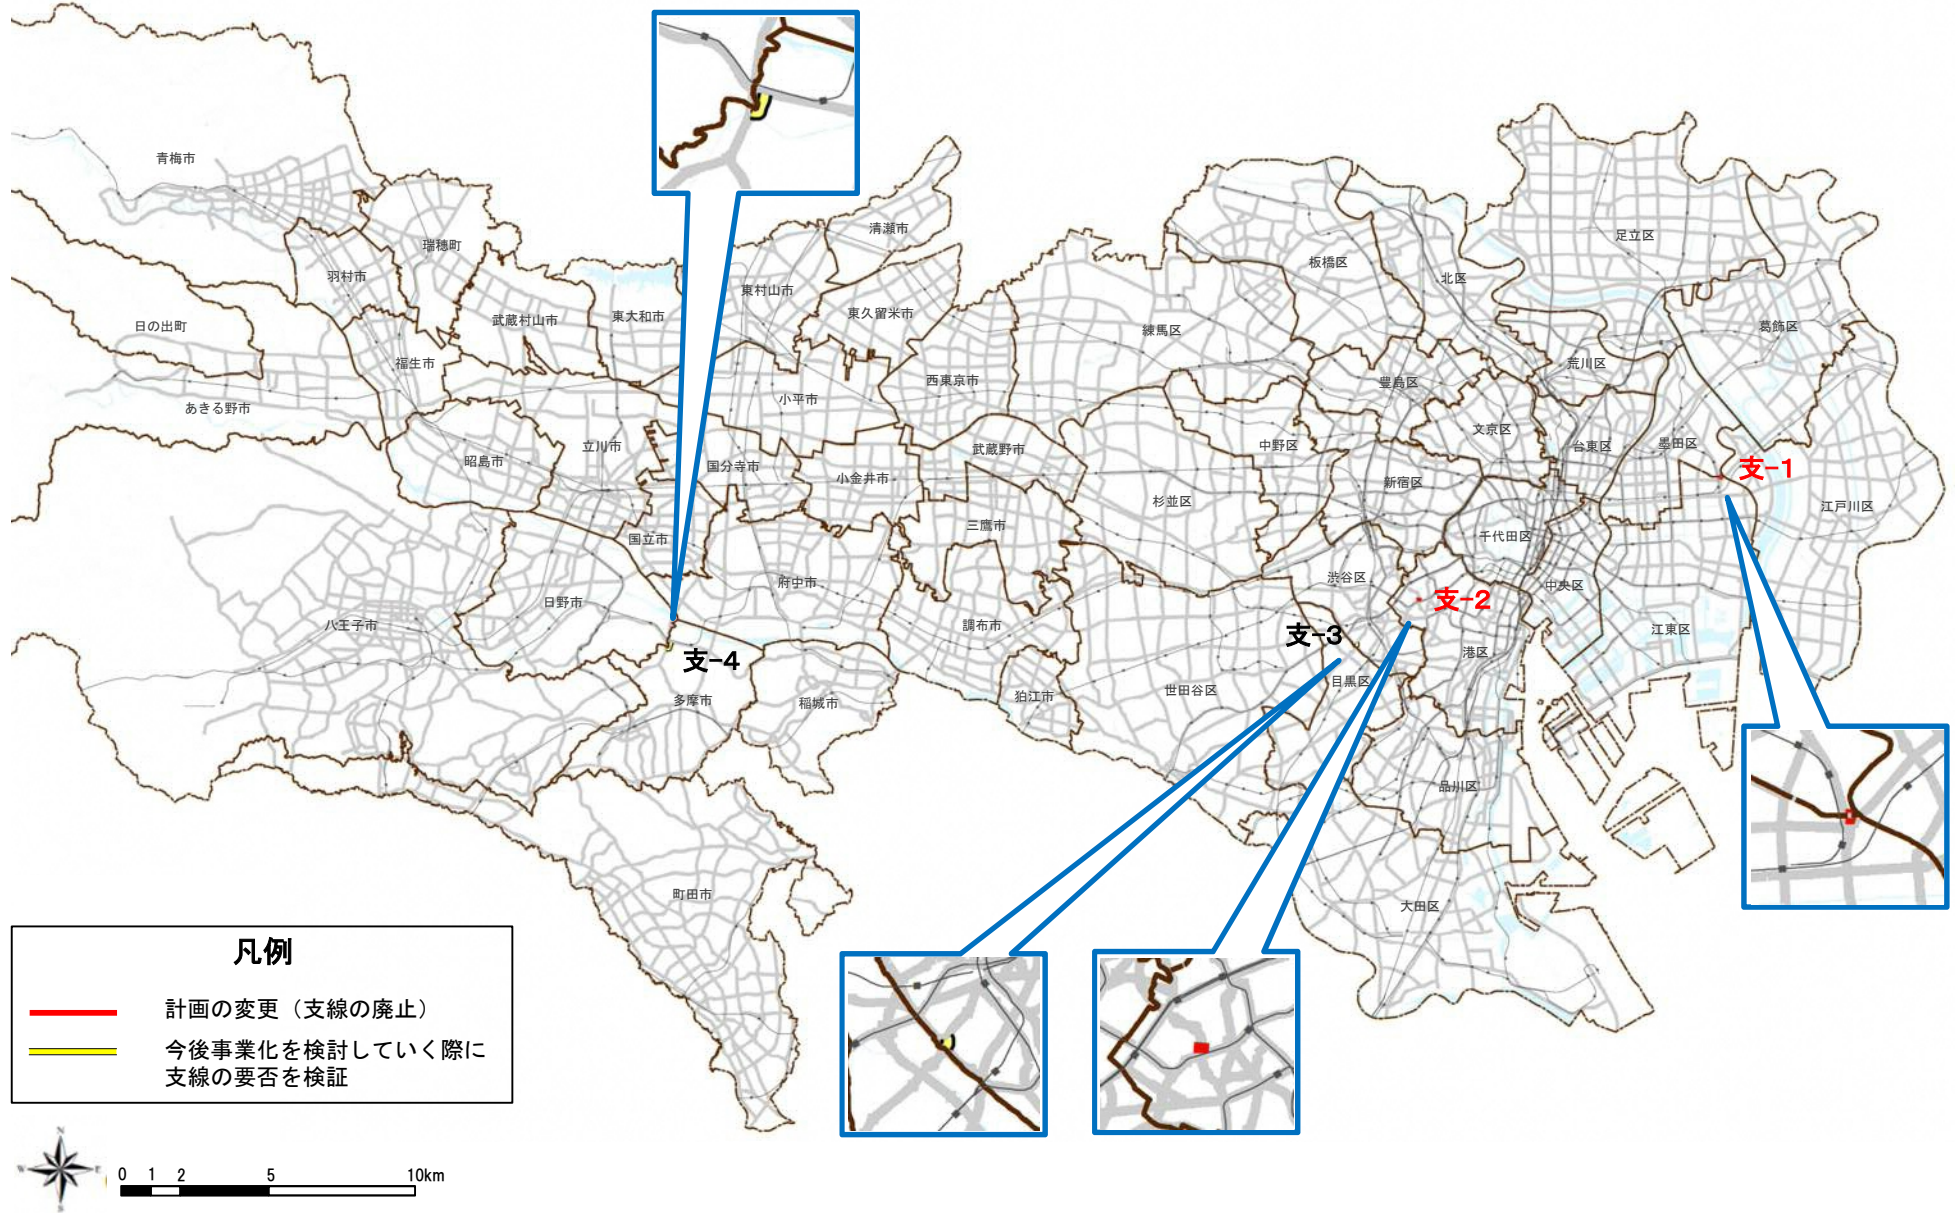 青梅市
瑞穂町
羽村市
日の出町
福生市
あきる野市
武蔵村山市
東大和市
東村山市
清瀬市
東久留米市
西東京市
小平市
立川市
昭島市
国分寺市
小金井市
武蔵野市
三鷹市
国立市
府中市
日野市
八王子市
調布市
狛江市
多摩市
稲城市
町田市
板橋区
北区
足立区
葛飾区
練馬区
荒川区
豊島区
文京区
台東区
墨田区
中野区
新宿区
杉並区
千代田区
江戸川区
渋谷区
中央区
江東区
港区
世田谷区
目黒区
品川区
大田区
支-1
支-2
支-3
支-4
凡例
計画の変更（支線の廃止）
今後事業化を検討していく際に
支線の要否を検証
N
W
E
S
0 1 2 5 10km